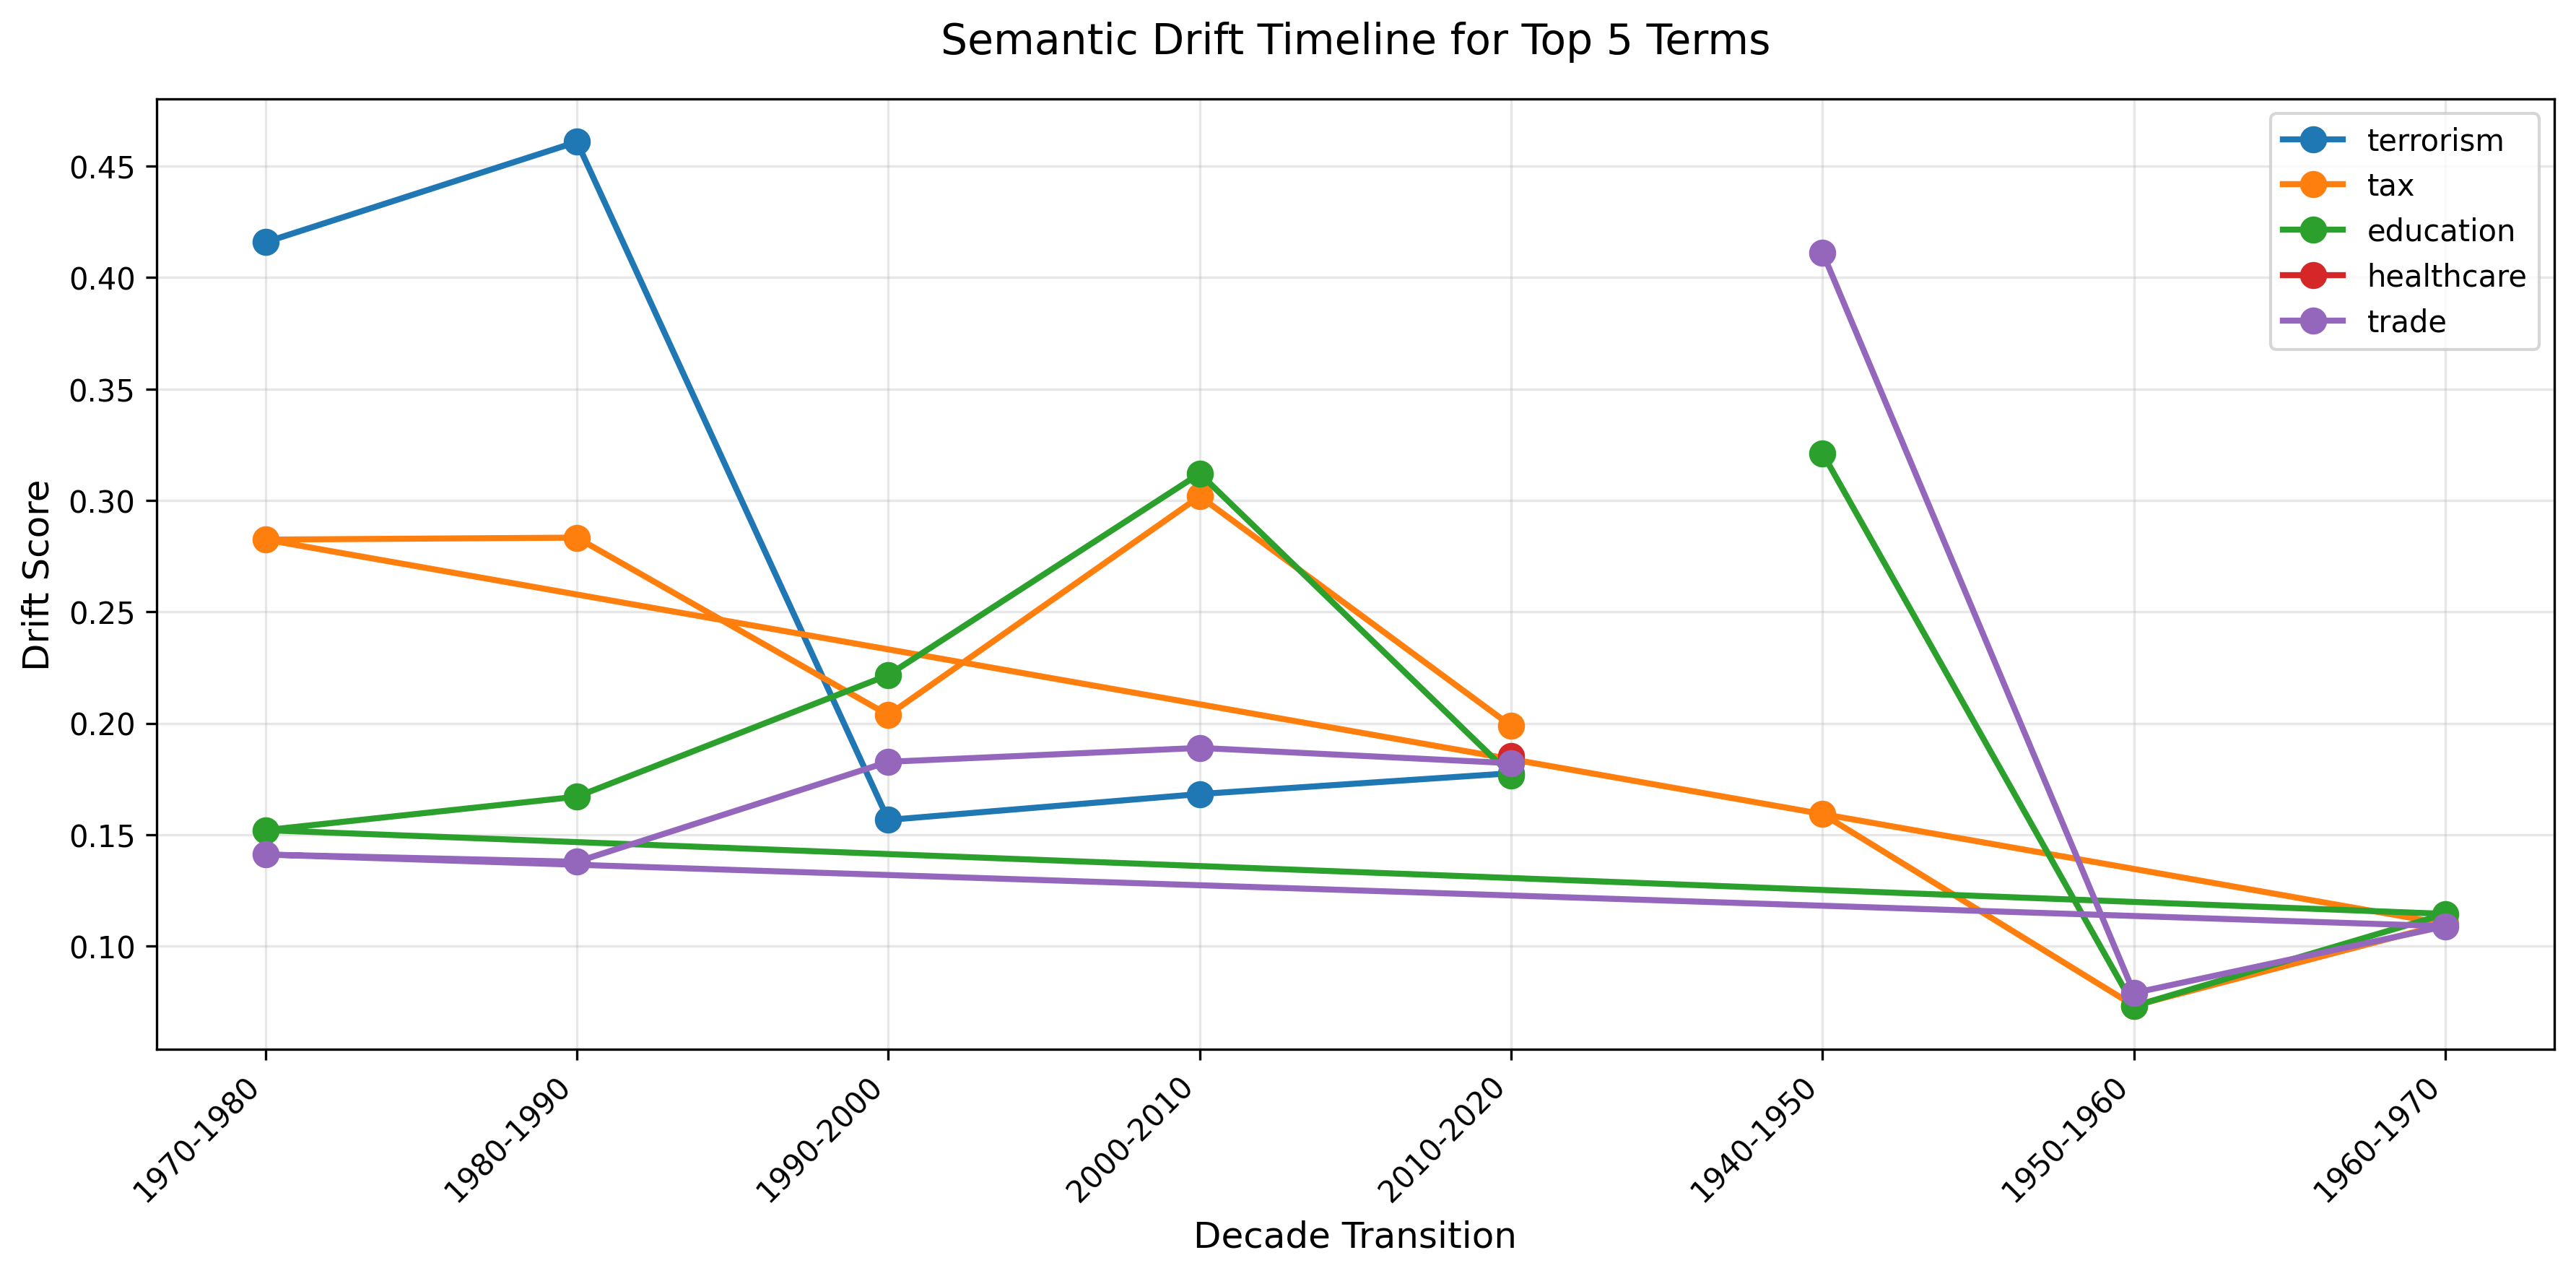 Semantic Drift Timeline for Top 5 Terms
terrorism
tax
education
healthcare
trade
Drift Score
0.45
0.40
0.35
0.30
0.25
0.20
0.15
0.10
1970-1980
1980-1990
1990-2000
2000-2010
2010-2020
1940-1950
1950-1960
1960-1970
Decade Transition